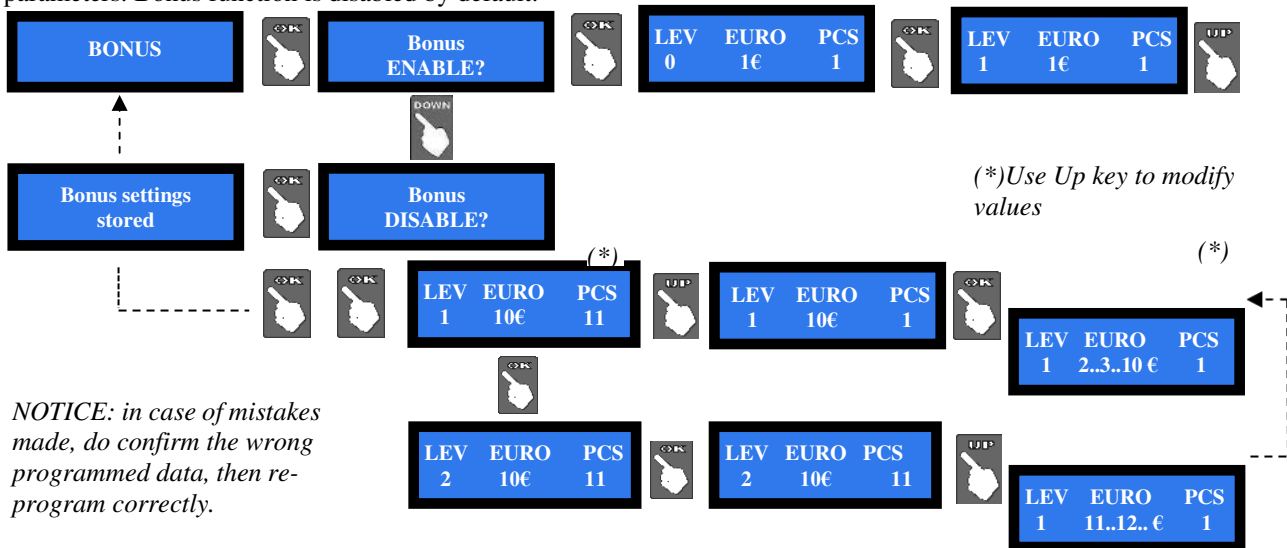 parameters. Bonus function is disabled by default.
BONUS
OK
Bonus
ENABLE?
OK
LEV EURO PCS
0 1€ 1
OK
LEV EURO PCS
1 1€ 1
UP
DOWN
Bonus settings
stored
OK
Bonus
DISABLE?
(*)Use Up key to modify
values
(*)
(*)
OK
OK
LEV EURO PCS
1 10€ 11
UP
LEV EURO PCS
1 10€ 1
OK
LEV EURO PCS
1 2..3..10 € 1
OK
NOTICE: in case of mistakes
made, do confirm the wrong
programmed data, then re-
program correctly.
LEV EURO PCS
2 10€ 11
OK
LEV EURO PCS
2 10€ 11
UP
LEV EURO PCS
1 11..12.. € 1